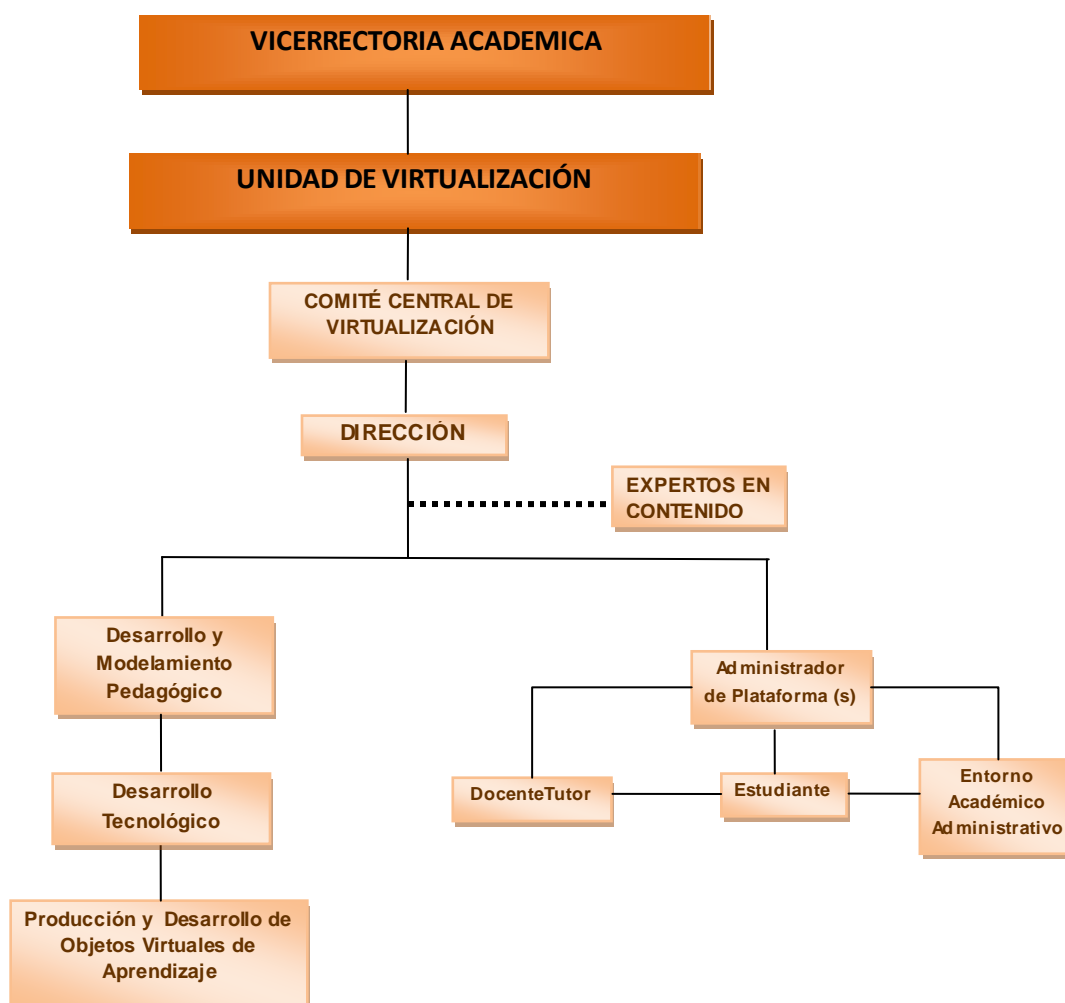 VICERRECTORIA ACADEMICA
UNIDAD DE VIRTUALIZACIÓN
COMITÉ CENTRAL DE
VIRTUALIZACIÓN
DIRECCIÓN
EXPERTOS EN
CONTENIDO
Desarrollo y
Modelamiento
Pedagógico
Administrador
de Plataforma (s)
Desarrollo
Tecnológico
DocenteTutor
Estudiante
Entorno
Académico
Administrativo
Producción y Desarrollo de
Objetos Virtuales de
Aprendizaje